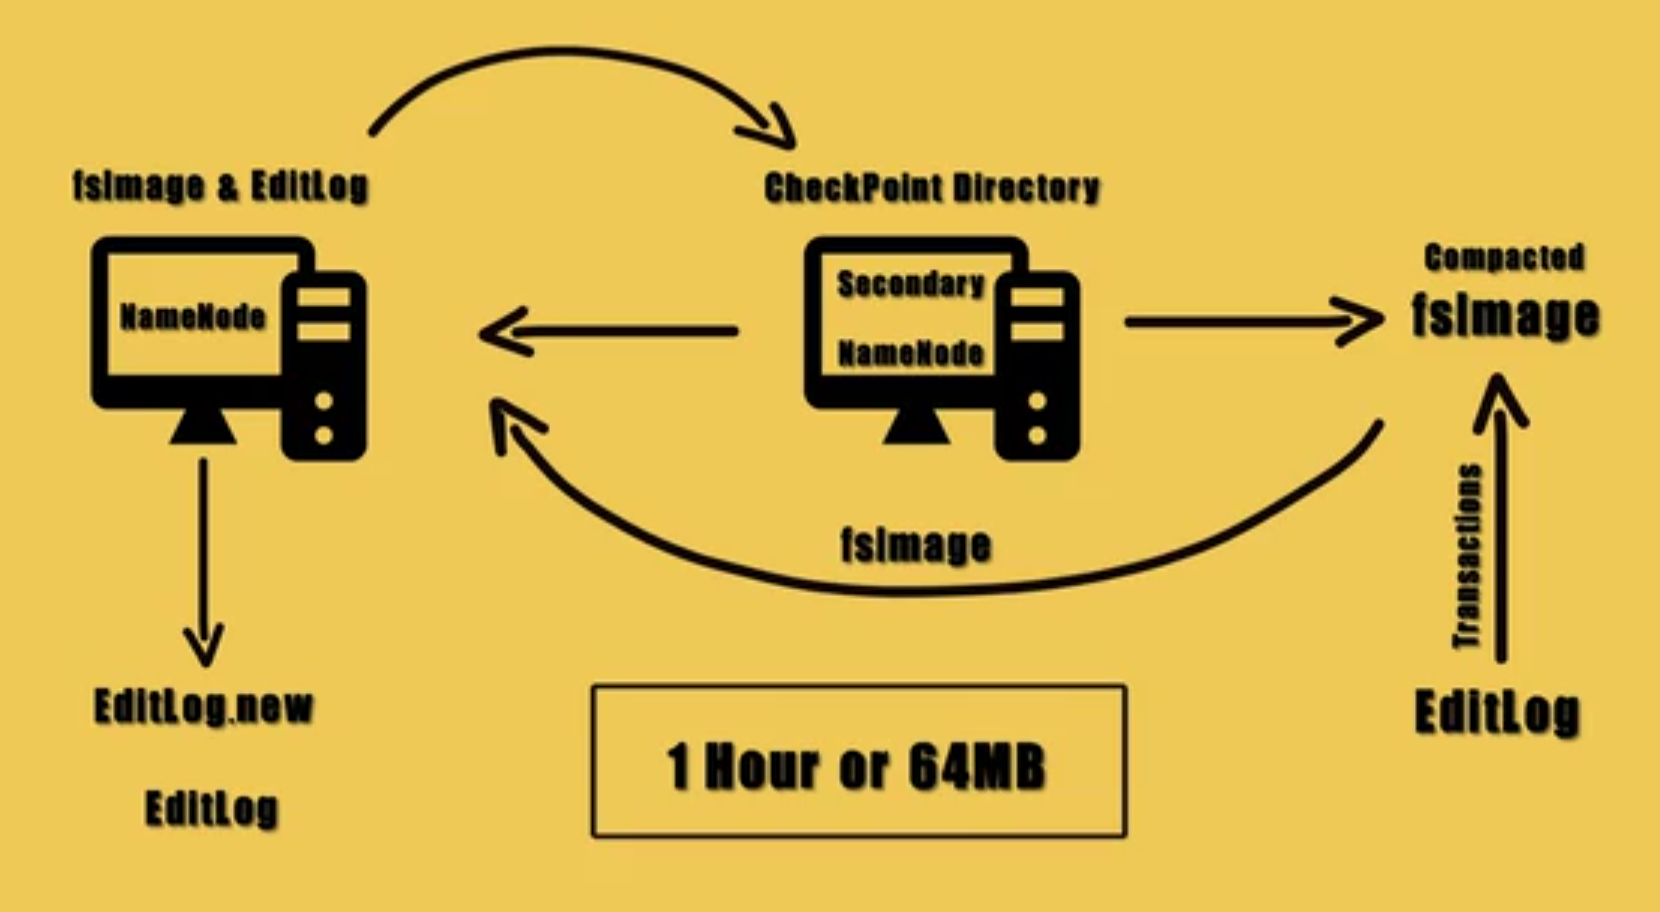 fsImage & EditLog
CheckPoint Directory
NameNode
Secondary
NameNode
Compacted
fsImage
fsImage
Transactions
EditLog.new
EditLog
1 Hour or 64MB
EditLog